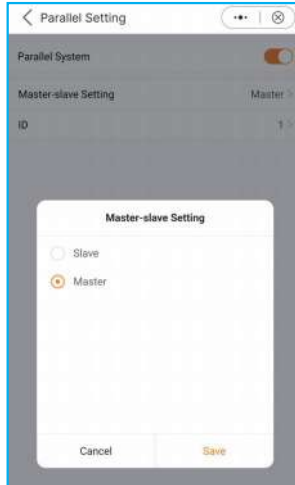 Parallel Setting
Parallel System
Master-slave Setting Master
ID 1
Master-slave Setting
Slave
Master
Cancel Save